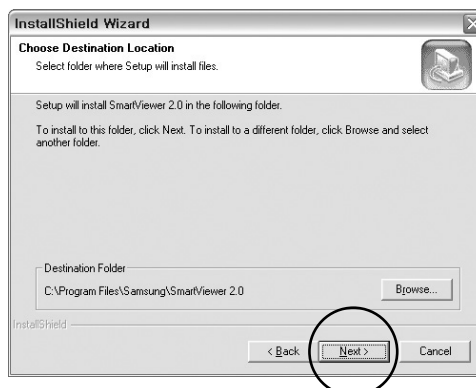 InstallShield Wizard
Choose Destination Location
Select folder where Setup will install files.
Setup will install SmartViewer 2.0 in the following folder.
To install to this folder, click Next. To install to a different folder, click Browse and select
another folder.
Destination Folder
C:\Program Files\Samsung\SmartViewer 2.0
Browse...
InstallShield
< Back
Next >
Cancel